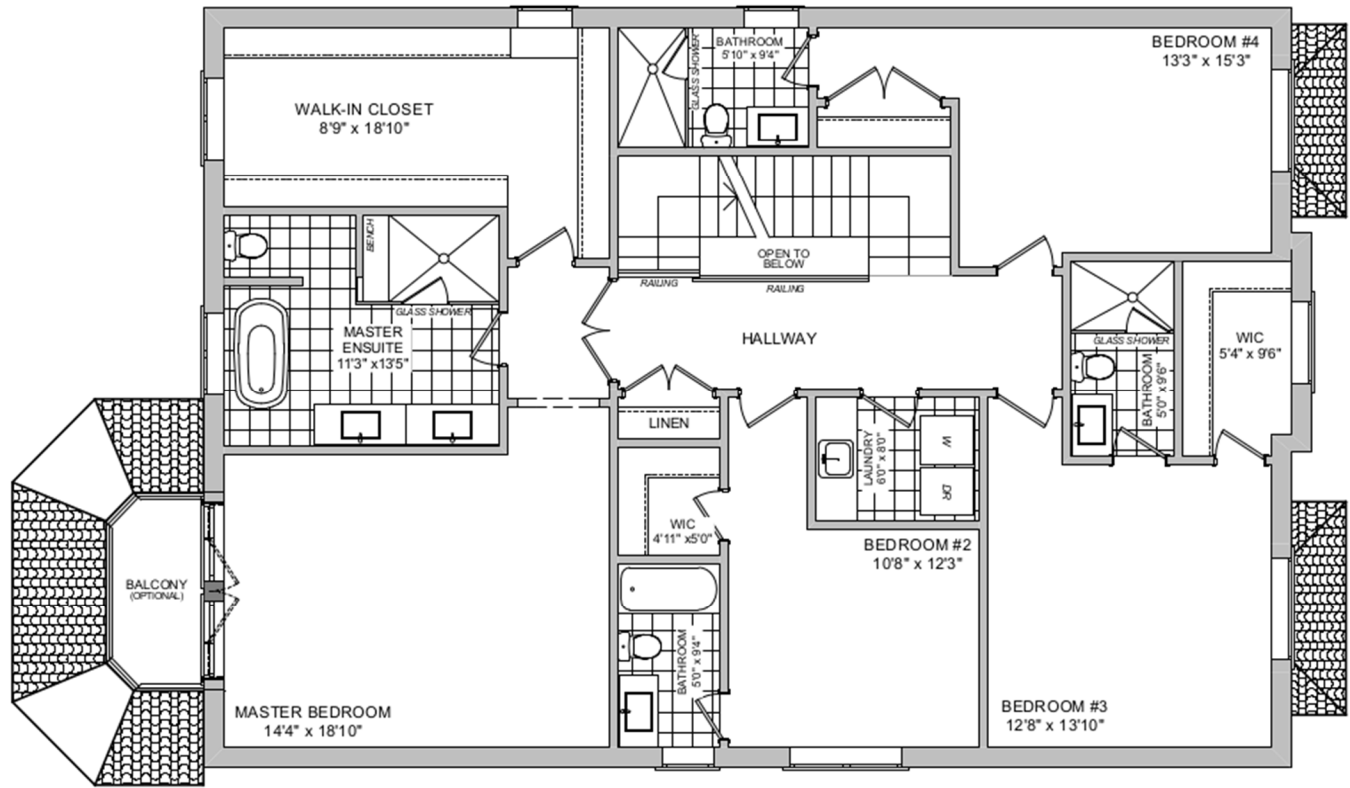 BATHROOM
5'10" x 9'4"
GLASS SHOWER
BEDROOM #4
13'3" x 15'3"
WALK-IN CLOSET
8'9" x 18'10"
BENCH
GLASS SHOWER
MASTER
ENSUITE
11'3" x13'5"
OPEN TO
BELOW
RAILING
RAILING
HALLWAY
GLASS SHOWER
BATHROOM
5'0" x 9'6"
WIC
5'4" x 9'6"
LINEN
LAUNDRY
6'0" x 8'0"
W
DR
WIC
4'11" x5'0"
BEDROOM #2
10'8" x 12'3"
BALCONY
(OPTIONAL)
BATHROOM
5'0" x 9'4"
MASTER BEDROOM
14'4" x 18'10"
BEDROOM #3
12'8" x 13'10"